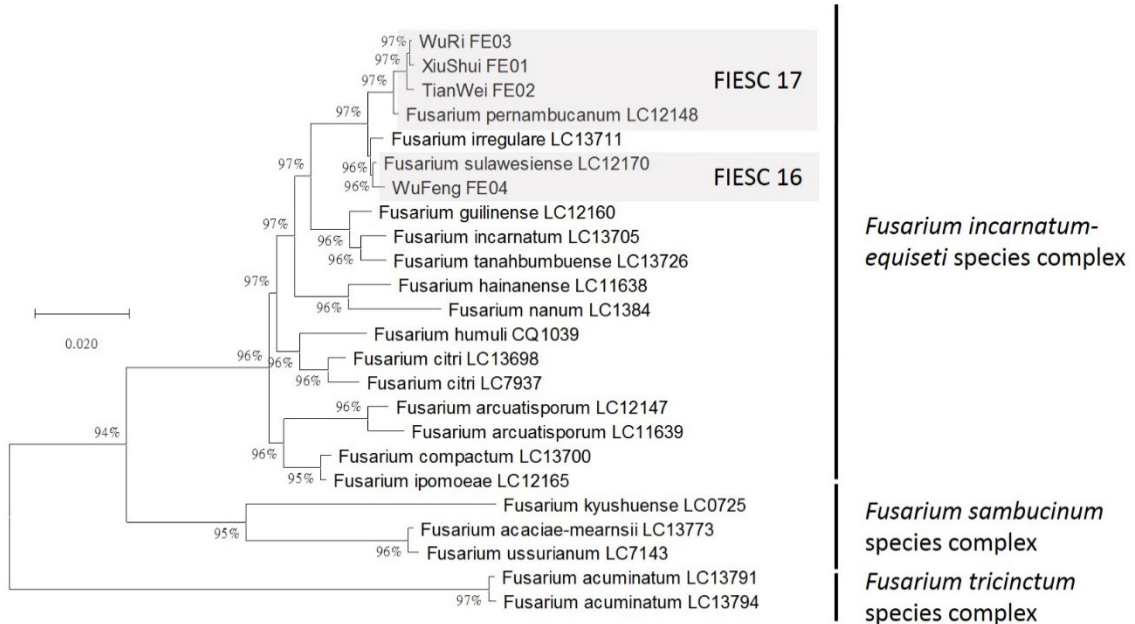 97%
WuRi FE03
97%
XiuShui FE01
97%
TianWei FE02
FIESC 17
97%
Fusarium pernambucanum LC12148
97%
Fusarium irregulare LC13711
96%
Fusarium sulawesiense LC12170
96%
WuFeng FE04
FIESC 16
97%
Fusarium guilinense LC12160
96%
Fusarium incarnatum LC13705
96%
Fusarium tanahbumbuense LC13726
97%
Fusarium hainanense LC11638
96%
Fusarium nanum LC1384
97%
Fusarium humuli CQ1039
96%
96%
Fusarium citri LC13698
96%
Fusarium citri LC7937
96%
Fusarium arcuatisporum LC12147
Fusarium arcuatisporum LC11639
96%
Fusarium compactum LC13700
95%
Fusarium ipomoeae LC12165
94%
Fusarium kyushuense LC0725
95%
Fusarium acaciae-mearnsii LC13773
96%
Fusarium ussurianum LC7143
Fusarium acuminatum LC13791
97%
Fusarium acuminatum LC13794
0.020
Fusarium incarnatum-
equiseti species complex
Fusarium sambucinum
species complex
Fusarium tricinctum
species complex